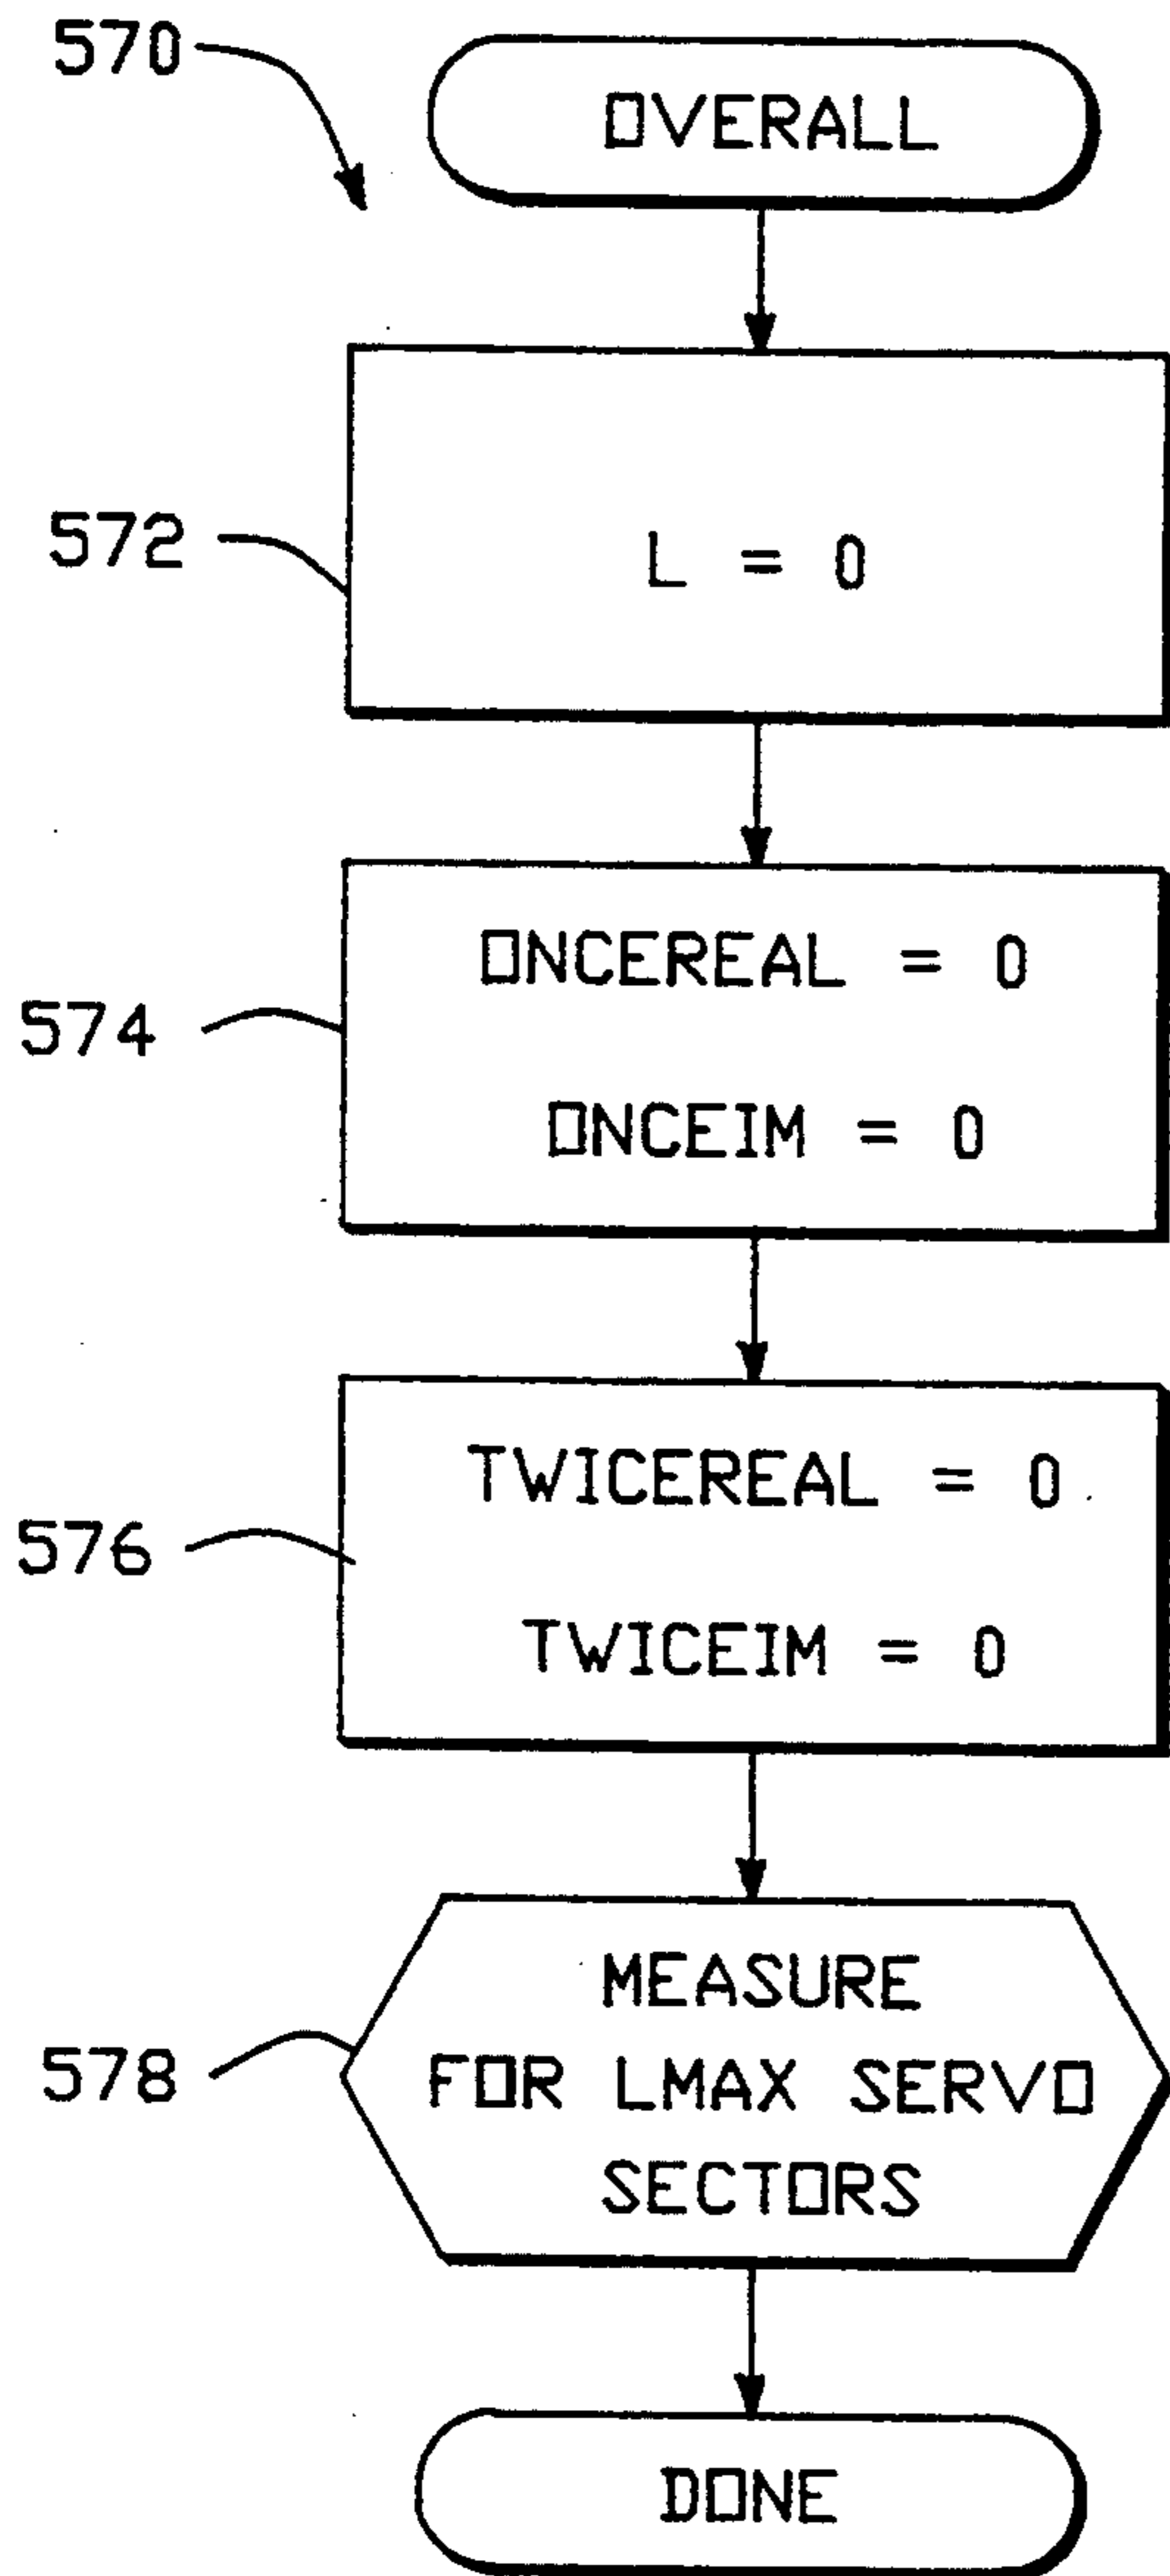 570
OVERALL
572
L = 0
574
ONCEREAL = 0
ONCEIM = 0
576
TWICEREAL = 0
TWICEIM = 0
578
MEASURE
FOR LMAX SERVO
SECTORS
DONE